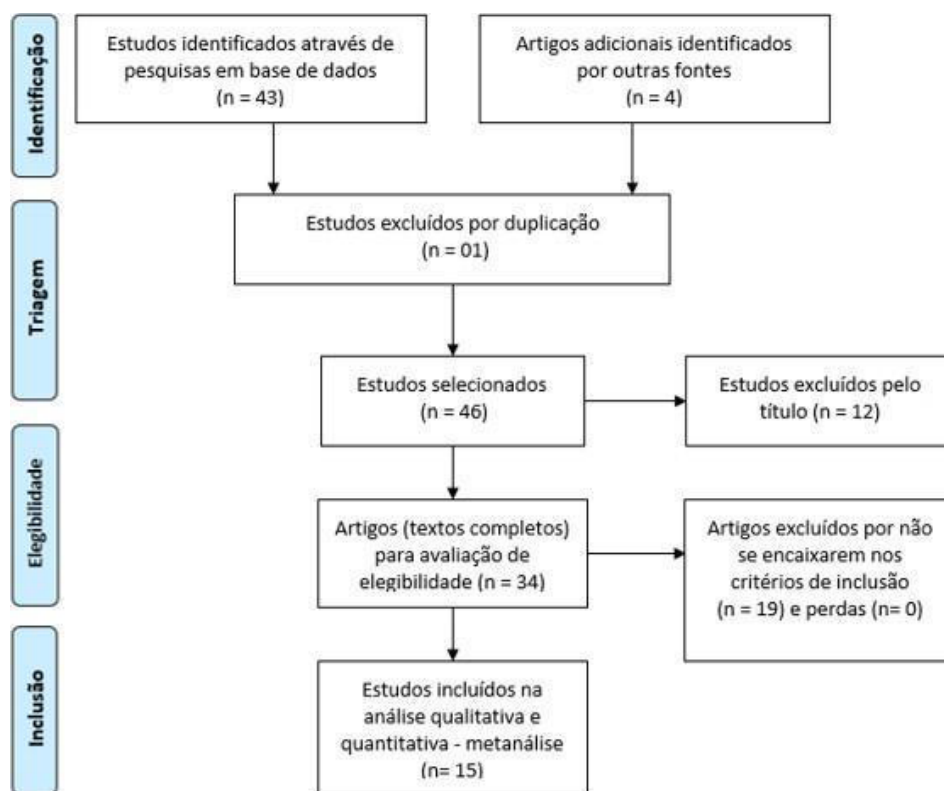 Identificação
Estudos identificados através de
pesquisas em base de dados
(n = 43)
Artigos adicionais identificados
por outras fontes
(n = 4)
Triagem
Estudos excluídos por duplicação
(n = 01)
Estudos selecionados
(n = 46)
Estudos excluídos pelo
título (n = 12)
Elegibilidade
Artigos (textos completos)
para avaliação de
elegibilidade (n = 34)
Artigos excluídos por não
se encaixarem nos
critérios de inclusão
(n = 19) e perdas (n= 0)
Inclusão
Estudos incluídos na
análise qualitativa e
quantitativa - metanálise
(n= 15)